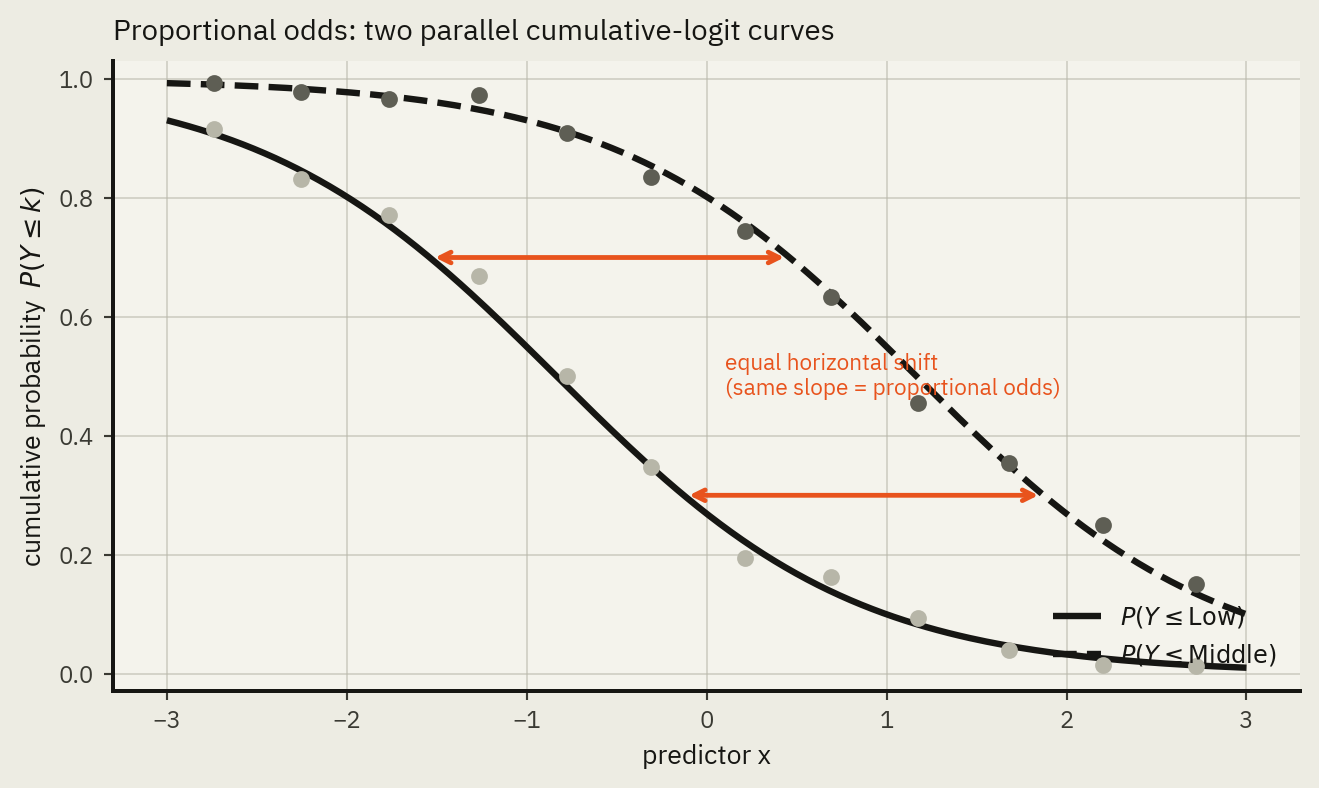 Proportional odds: two parallel cumulative-logit curves
cumulative probability P(Y ≤ k)
1.0
0.8
0.6
0.4
0.2
0.0
equal horizontal shift
(same slope = proportional odds)
P(Y ≤ Low)
P(Y ≤ Middle)
−3
−2
−1
0
1
2
3
predictor x